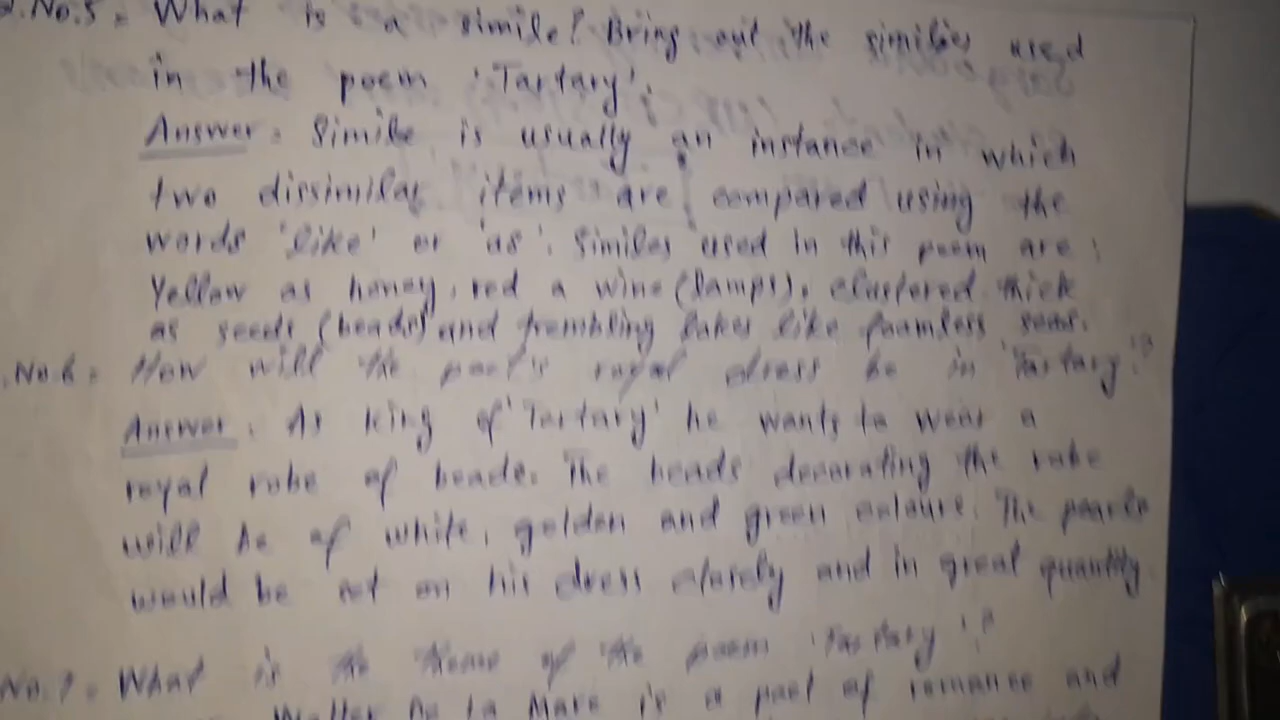 Q.No.5 = What is a simile? Bring out the similies used
in the poem 'Tartary'.
Answer = Simile is usually an instance in which
two dissimilar items are compared using the
words 'like' or 'as'. Similes used in this poem are :
Yellow as honey, red a wine (lamps), clustered thick
as seeds (beads) and trembling lakes like foamless seas.
.No.6 = How will the poet's royal dress be in 'Tartary'?
Answer. As king of 'Tartary' he wants to wear a
royal robe of beads. The beads decorating the robe
will be of white, golden and green colours. The pearls
would be set on his dress closely and in great quantity
No.7 = What is the theme of the poem 'Tartary'?
Walter De La Mare is a poet of romance and